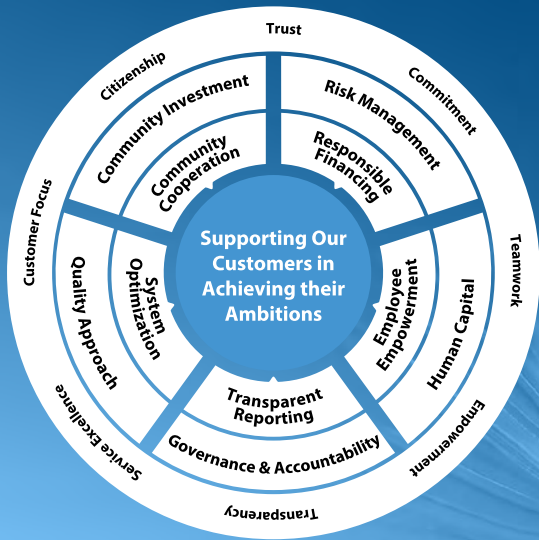 Trust
Commitment
Teamwork
Empowerment
Transparency
Service Excellence
Customer Focus
Citizenship
Community Investment
Risk Management
Human Capital
Governance & Accountability
Quality Approach
Community
Cooperation
Responsible
Financing
Employee
Empowerment
Transparent
Reporting
System
Optimization
Supporting Our
Customers in
Achieving their
Ambitions